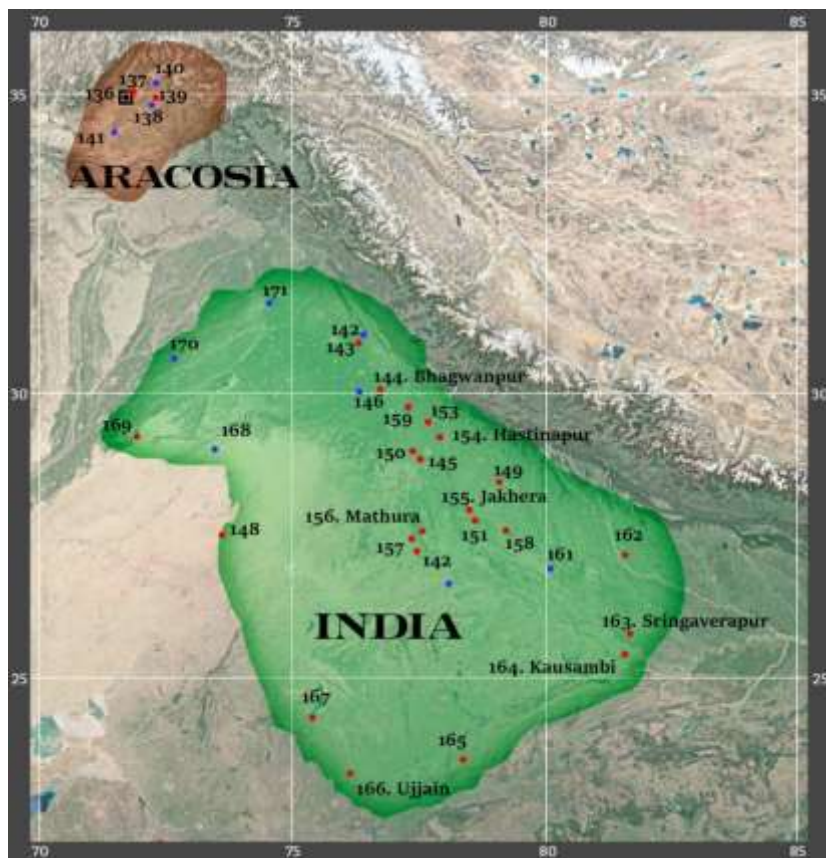 70 75 80 85
140
137
35 136 139 35
138
141
ARACOSIA
171
142
143
170
30 144. Bhagwanpur 30
146
159 153
169 168 154. Hastinapur
150 145
149
155. Jakhera
156. Mathura
148 151 158 162
157 142 161
INDIA
163. Sringaverapur
164. Kausambi
25 25
167
165
166. Ujjain
70 75 80 85